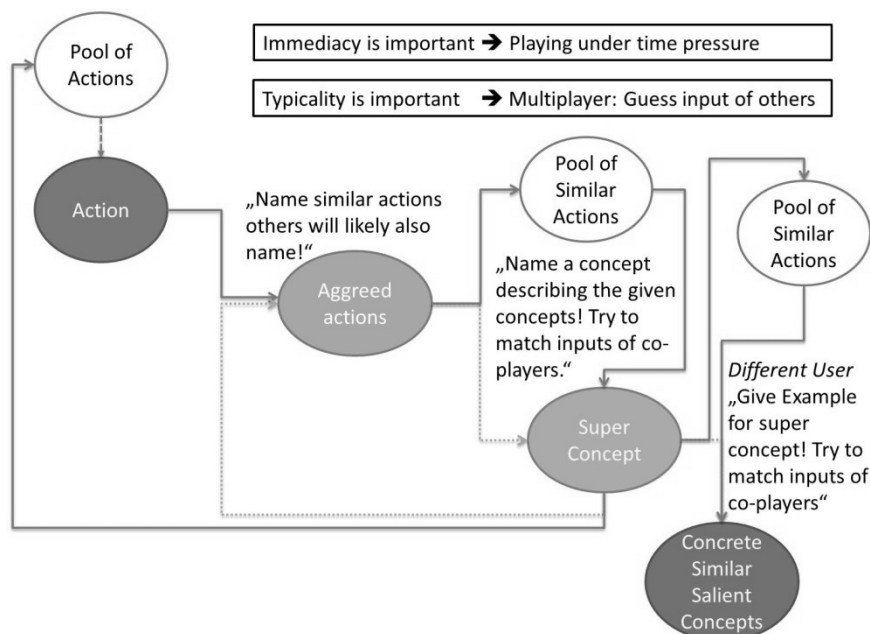 Pool of
Actions
Immediacy is important ➔ Playing under time pressure
Typicality is important ➔ Multiplayer: Guess input of others
Action
„Name similar actions
others will likely also
name!“
Pool of
Similar
Actions
Pool of
Similar
Actions
Aggreed
actions
„Name a concept
describing the given
concepts! Try to
match inputs of co-
players.“
Super
Concept
Different User
„Give Example
for super
concept! Try to
match inputs of
co-players“
Concrete
Similar
Salient
Concepts